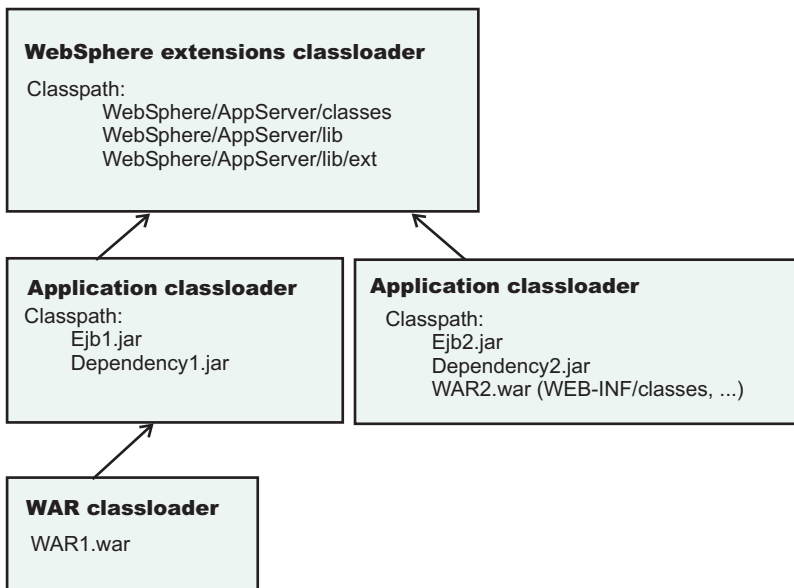 WebSphere extensions classloader
Classpath:
WebSphere/AppServer/classes
WebSphere/AppServer/lib
WebSphere/AppServer/lib/ext
Application classloader
Classpath:
Ejb1.jar
Dependency1.jar
Application classloader
Classpath:
Ejb2.jar
Dependency2.jar
WAR2.war (WEB-INF/classes, ...)
WAR classloader
WAR1.war